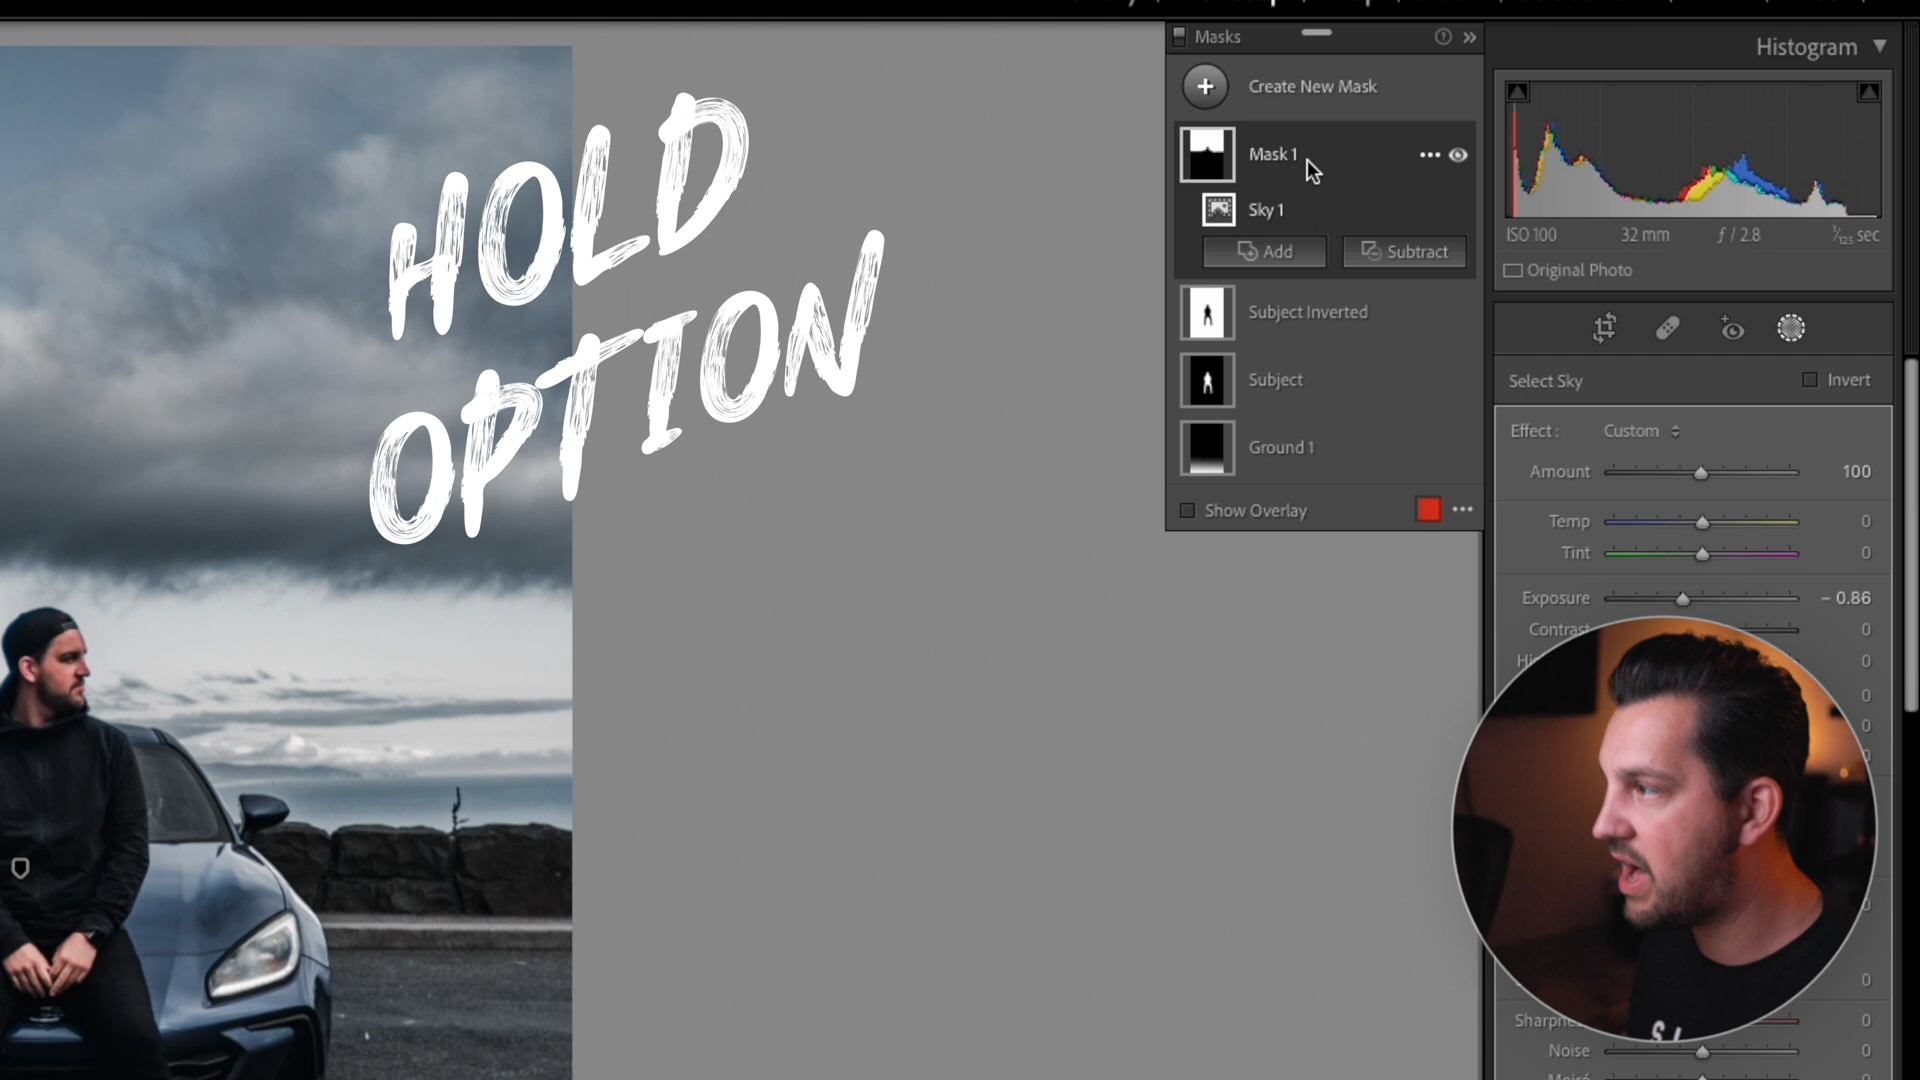 Masks
Histogram
Create New Mask
HOLD
OPTION
Mask 1
Sky 1
Add
Subtract
Subject Inverted
Subject
Ground 1
Show Overlay
ISO 100
32 mm
ƒ / 2.8
1/125 sec
Original Photo
Select Sky
Invert
Effect :
Custom
Amount
100
Temp
0
Tint
0
Exposure
– 0.86
Contrast
0
0
0
0
0
0
0
Noise
0